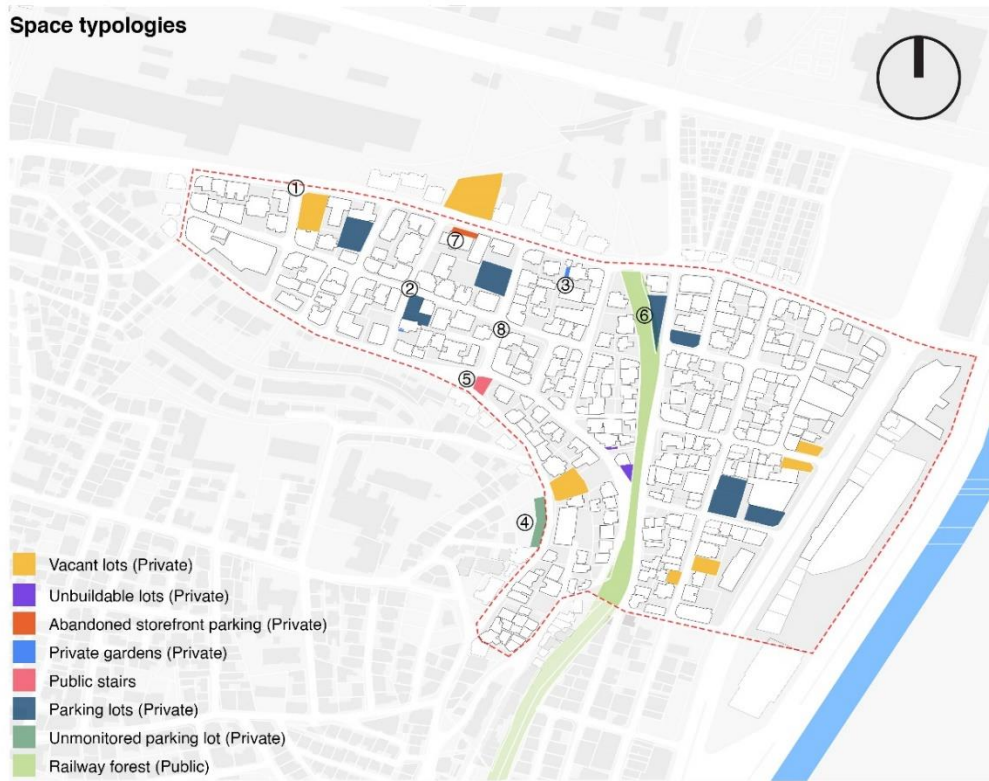 Space typologies
①
⑦
③
②
⑥
⑧
⑤
④
Vacant lots (Private)
Unbuildable lots (Private)
Abandoned storefront parking (Private)
Private gardens (Private)
Public stairs
Parking lots (Private)
Unmonitored parking lot (Private)
Railway forest (Public)